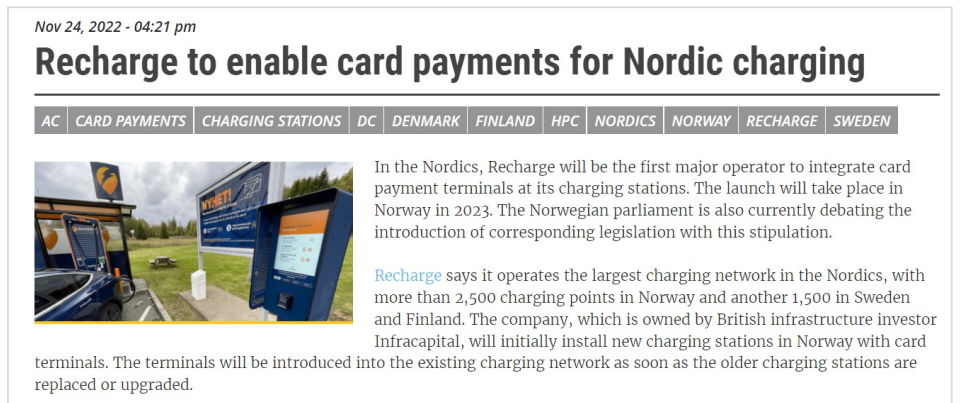 Nov 24, 2022 - 04:21 pm
Recharge to enable card payments for Nordic charging
AC CARD PAYMENTS CHARGING STATIONS DC DENMARK FINLAND HPC NORDICS NORWAY RECHARGE SWEDEN
NYHET!
In the Nordics, Recharge will be the first major operator to integrate card
payment terminals at its charging stations. The launch will take place in
Norway in 2023. The Norwegian parliament is also currently debating the
introduction of corresponding legislation with this stipulation.
Recharge says it operates the largest charging network in the Nordics, with
more than 2,500 charging points in Norway and another 1,500 in Sweden
and Finland. The company, which is owned by British infrastructure investor
Infracapital, will initially install new charging stations in Norway with card
terminals. The terminals will be introduced into the existing charging network as soon as the older charging stations are
replaced or upgraded.